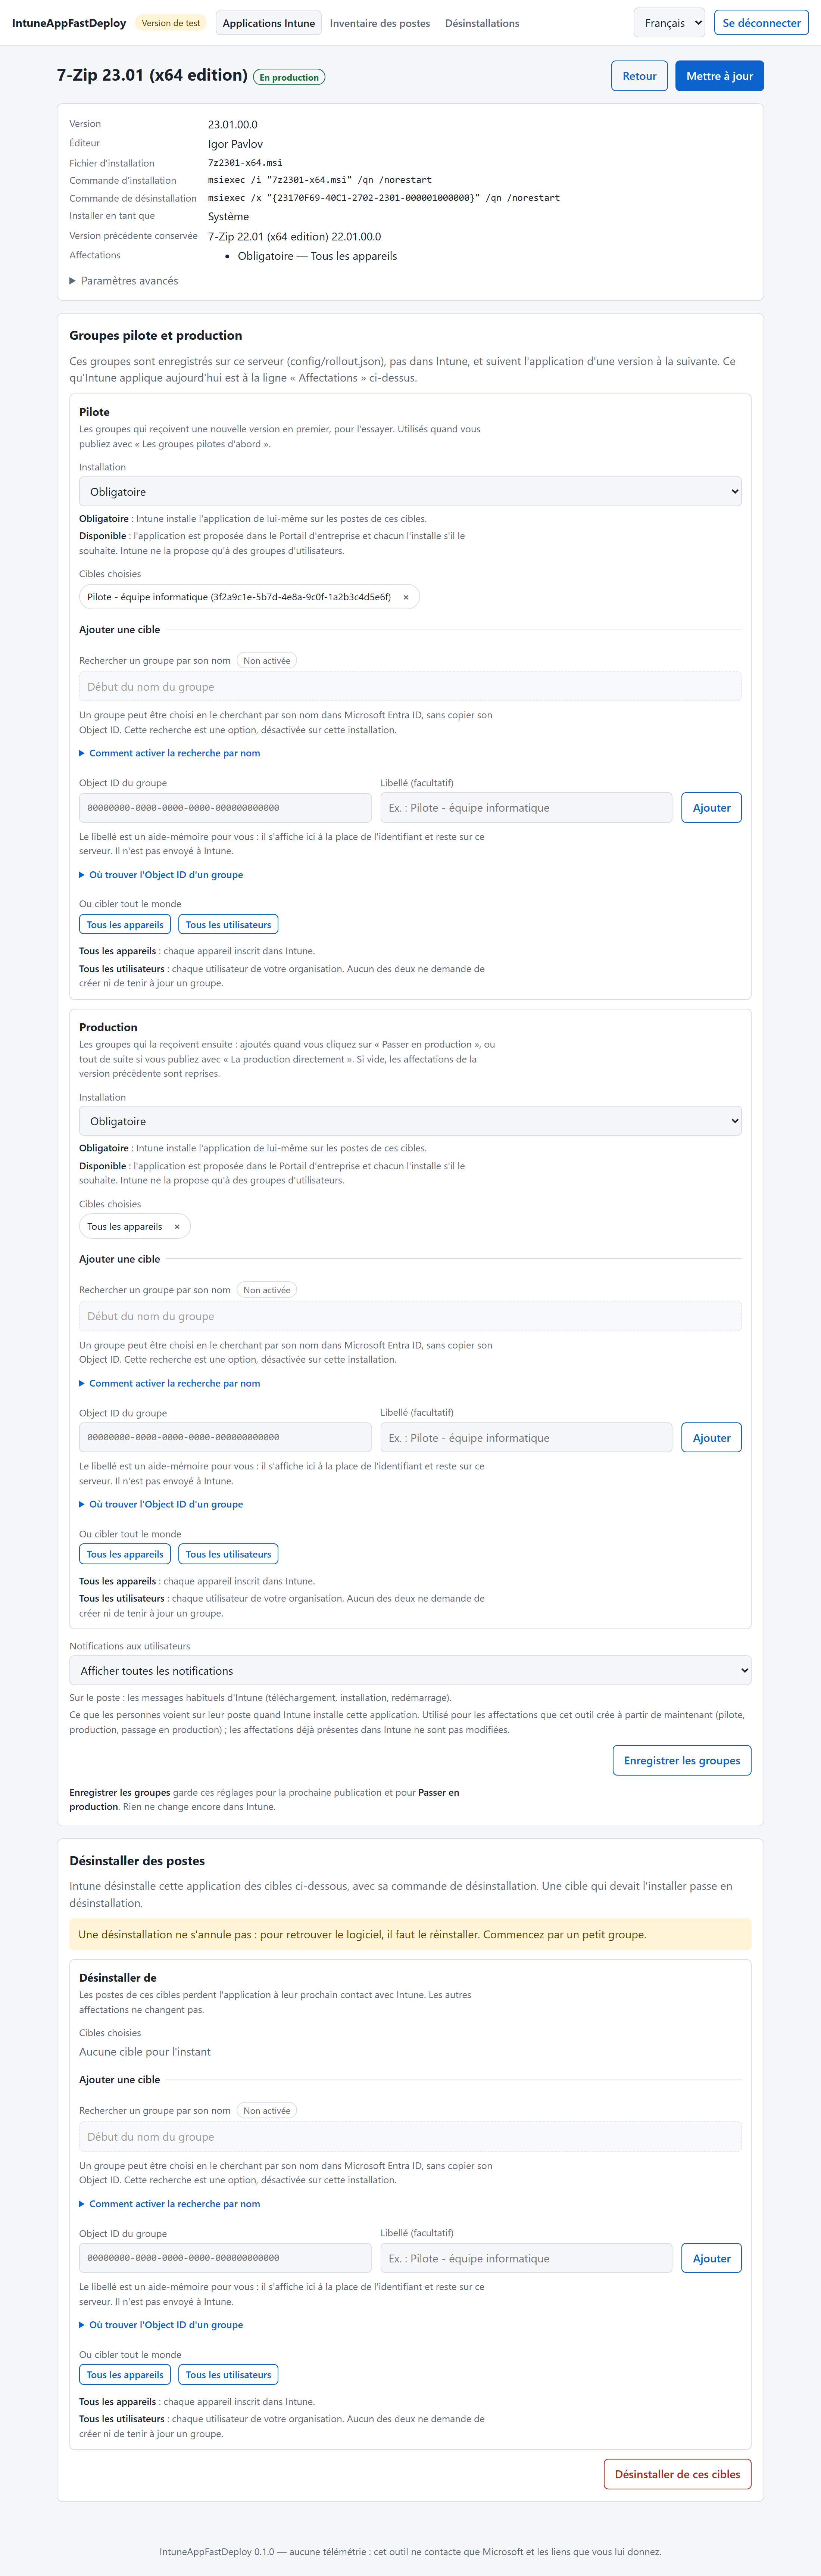 IntuneAppFastDeploy Version de test Applications Intune Inventaire des postes Désinstallations Français Se déconnecter
7-Zip 23.01 (x64 edition) En production Retour Mettre à jour
Version 23.01.00.0
Éditeur Igor Pavlov
Fichier d'installation 7z2301-x64.msi
Commande d'installation msiexec /i "7z2301-x64.msi" /qn /norestart
Commande de désinstallation msiexec /x "{23170F69-40C1-2702-2301-000001000000}" /qn /norestart
Installer en tant que Système
Version précédente conservée 7-Zip 22.01 (x64 edition) 22.01.00.0
Affectations • Obligatoire — Tous les appareils
▶ Paramètres avancés
Groupes pilote et production
Ces groupes sont enregistrés sur ce serveur (config/rollout.json), pas dans Intune, et suivent l'application d'une version à la suivante. Ce
qu'Intune applique aujourd'hui est à la ligne « Affectations » ci-dessus.
Pilote
Les groupes qui reçoivent une nouvelle version en premier, pour l'essayer. Utilisés quand vous
publiez avec « Les groupes pilotes d'abord ».
Installation
Obligatoire
Obligatoire : Intune installe l'application de lui-même sur les postes de ces cibles.
Disponible : l'application est proposée dans le Portail d'entreprise et chacun l'installe s'il le
souhaite. Intune ne la propose qu'à des groupes d'utilisateurs.
Cibles choisies
Pilote - équipe informatique (3f2a9c1e-5b7d-4e8a-9c0f-1a2b3c4d5e6f) ×
Ajouter une cible
Rechercher un groupe par son nom Non activée
Début du nom du groupe
Un groupe peut être choisi en le cherchant par son nom dans Microsoft Entra ID, sans copier son
Object ID. Cette recherche est une option, désactivée sur cette installation.
▶ Comment activer la recherche par nom
Object ID du groupe Libellé (facultatif)
00000000-0000-0000-0000-000000000000 Ex. : Pilote - équipe informatique Ajouter
Le libellé est un aide-mémoire pour vous : il s'affiche ici à la place de l'identifiant et reste sur ce
serveur. Il n'est pas envoyé à Intune.
▶ Où trouver l'Object ID d'un groupe
Ou cibler tout le monde
Tous les appareils Tous les utilisateurs
Tous les appareils : chaque appareil inscrit dans Intune.
Tous les utilisateurs : chaque utilisateur de votre organisation. Aucun des deux ne demande de
créer ni de tenir à jour un groupe.
Production
Les groupes qui la reçoivent ensuite : ajoutés quand vous cliquez sur « Passer en production », ou
tout de suite si vous publiez avec « La production directement ». Si vide, les affectations de la
version précédente sont reprises.
Installation
Obligatoire
Obligatoire : Intune installe l'application de lui-même sur les postes de ces cibles.
Disponible : l'application est proposée dans le Portail d'entreprise et chacun l'installe s'il le
souhaite. Intune ne la propose qu'à des groupes d'utilisateurs.
Cibles choisies
Tous les appareils ×
Ajouter une cible
Rechercher un groupe par son nom Non activée
Début du nom du groupe
Un groupe peut être choisi en le cherchant par son nom dans Microsoft Entra ID, sans copier son
Object ID. Cette recherche est une option, désactivée sur cette installation.
▶ Comment activer la recherche par nom
Object ID du groupe Libellé (facultatif)
00000000-0000-0000-0000-000000000000 Ex. : Pilote - équipe informatique Ajouter
Le libellé est un aide-mémoire pour vous : il s'affiche ici à la place de l'identifiant et reste sur ce
serveur. Il n'est pas envoyé à Intune.
▶ Où trouver l'Object ID d'un groupe
Ou cibler tout le monde
Tous les appareils Tous les utilisateurs
Tous les appareils : chaque appareil inscrit dans Intune.
Tous les utilisateurs : chaque utilisateur de votre organisation. Aucun des deux ne demande de
créer ni de tenir à jour un groupe.
Notifications aux utilisateurs
Afficher toutes les notifications
Sur le poste : les messages habituels d'Intune (téléchargement, installation, redémarrage).
Ce que les personnes voient sur leur poste quand Intune installe cette application. Utilisé pour les affectations que cet outil crée à partir de maintenant (pilote,
production, passage en production) ; les affectations déjà présentes dans Intune ne sont pas modifiées.
Enregistrer les groupes
Enregistrer les groupes garde ces réglages pour la prochaine publication et pour Passer en
production. Rien ne change encore dans Intune.
Désinstaller des postes
Intune désinstalle cette application des cibles ci-dessous, avec sa commande de désinstallation. Une cible qui devait l'installer passe en
désinstallation.
Une désinstallation ne s'annule pas : pour retrouver le logiciel, il faut le réinstaller. Commencez par un petit groupe.
Désinstaller de
Les postes de ces cibles perdent l'application à leur prochain contact avec Intune. Les autres
affectations ne changent pas.
Cibles choisies
Aucune cible pour l'instant
Ajouter une cible
Rechercher un groupe par son nom Non activée
Début du nom du groupe
Un groupe peut être choisi en le cherchant par son nom dans Microsoft Entra ID, sans copier son
Object ID. Cette recherche est une option, désactivée sur cette installation.
▶ Comment activer la recherche par nom
Object ID du groupe Libellé (facultatif)
00000000-0000-0000-0000-000000000000 Ex. : Pilote - équipe informatique Ajouter
Le libellé est un aide-mémoire pour vous : il s'affiche ici à la place de l'identifiant et reste sur ce
serveur. Il n'est pas envoyé à Intune.
▶ Où trouver l'Object ID d'un groupe
Ou cibler tout le monde
Tous les appareils Tous les utilisateurs
Tous les appareils : chaque appareil inscrit dans Intune.
Tous les utilisateurs : chaque utilisateur de votre organisation. Aucun des deux ne demande de
créer ni de tenir à jour un groupe.
Désinstaller de ces cibles
IntuneAppFastDeploy 0.1.0 — aucune télémétrie : cet outil ne contacte que Microsoft et les liens que vous lui donnez.